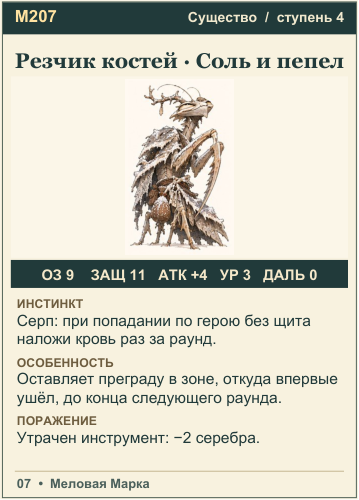 M207
Существо / ступень 4
Резчик костей · Соль и пепел
ОЗ 9 ЗАЩ 11 АТК +4 УР 3 ДАЛЬ 0
ИНСТИНКТ
Серп: при попадании по герою без щита
наложи кровь раз за раунд.
ОСОБЕННОСТЬ
Оставляет преграду в зоне, откуда впервые
ушёл, до конца следующего раунда.
ПОРАЖЕНИЕ
Утрачен инструмент: −2 серебра.
07 • Меловая Марка